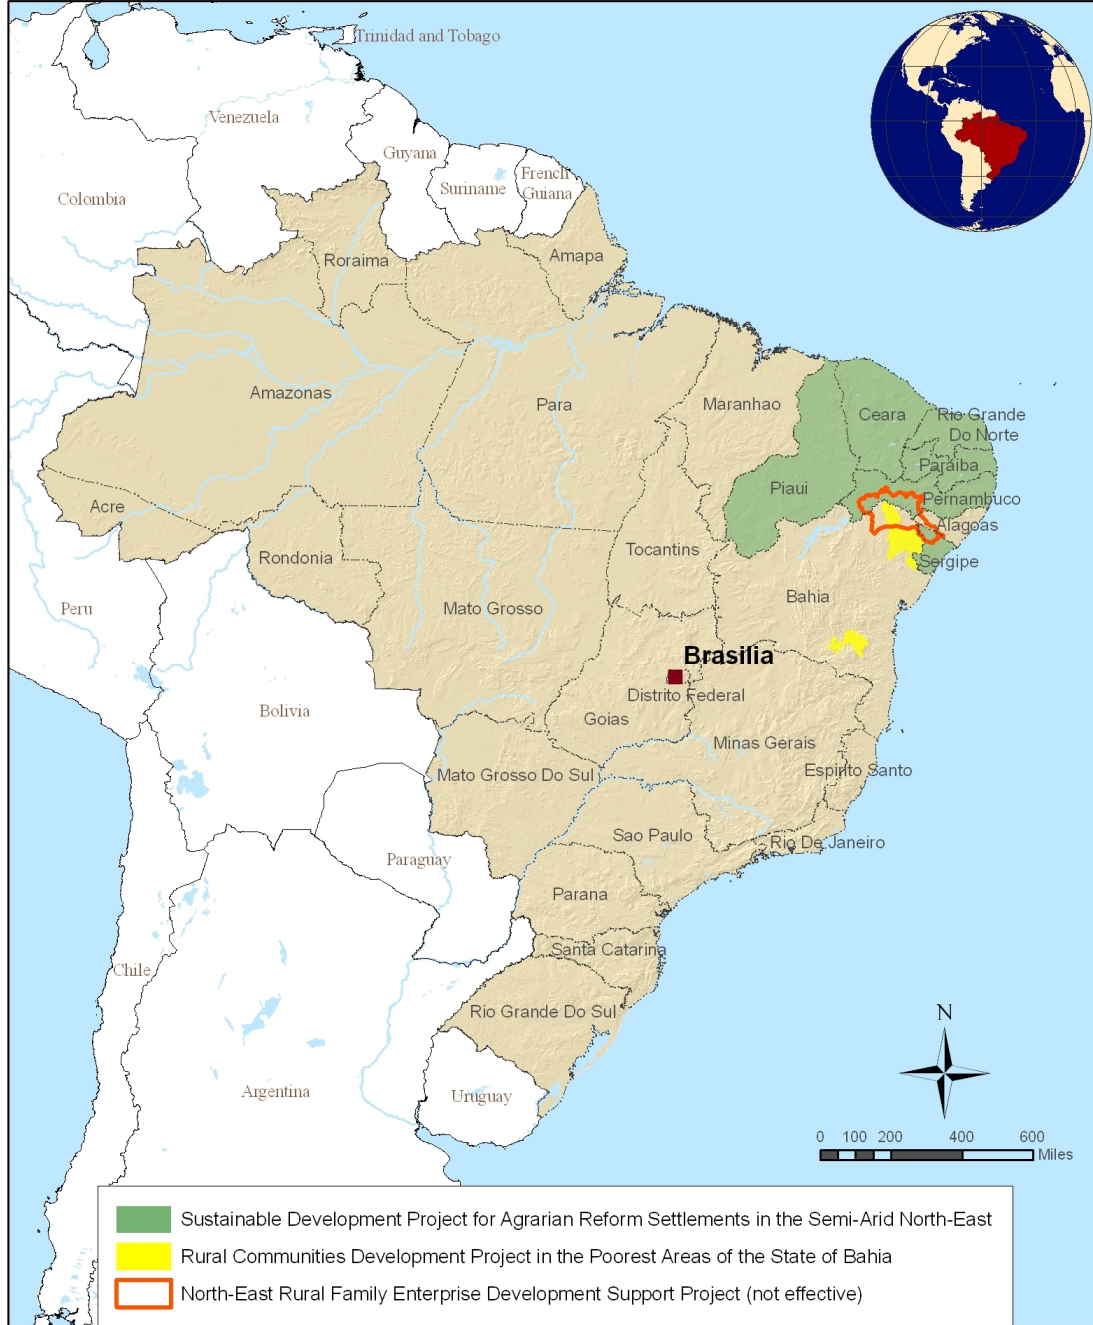 Trinidad and Tobago
Venezuela
Guyana
French
Guiana
Suriname
Colombia
Roraima
Amapa
Amazonas
Para
Maranhao
Ceara
Rio Grande
Do Norte
Paraiba
Piaui
Pernambuco
Acre
Alagoas
Rondonia
Tocantins
Sergipe
Bahia
Peru
Mato Grosso
Brasilia
Distrito Federal
Bolivia
Goias
Minas Gerais
Mato Grosso Do Sul
Espirito Santo
Sao Paulo
Rio De Janeiro
Paraguay
Parana
Santa Catarina
Chile
Rio Grande Do Sul
N
Argentina
Uruguay
0 100 200 400 600
Miles
Sustainable Development Project for Agrarian Reform Settlements in the Semi-Arid North-East
Rural Communities Development Project in the Poorest Areas of the State of Bahia
North-East Rural Family Enterprise Development Support Project (not effective)